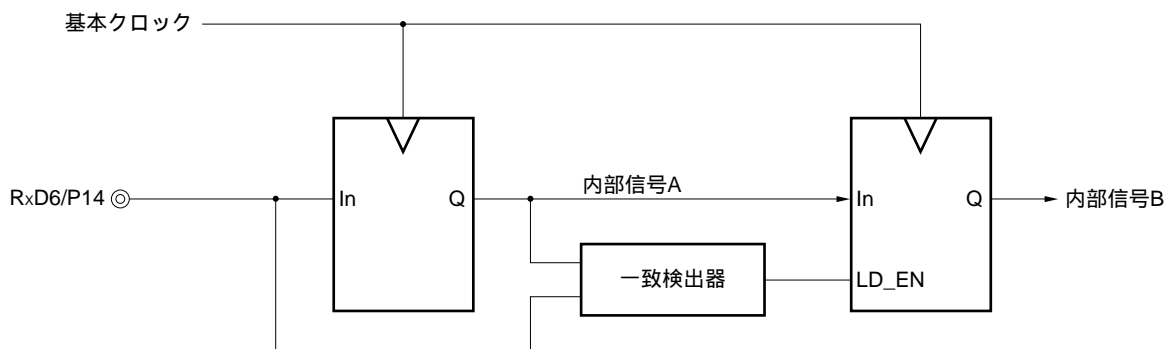 基本クロック
RxD6/P14
In
Q
内部信号A
In
Q
内部信号B
一致検出器
LD_EN